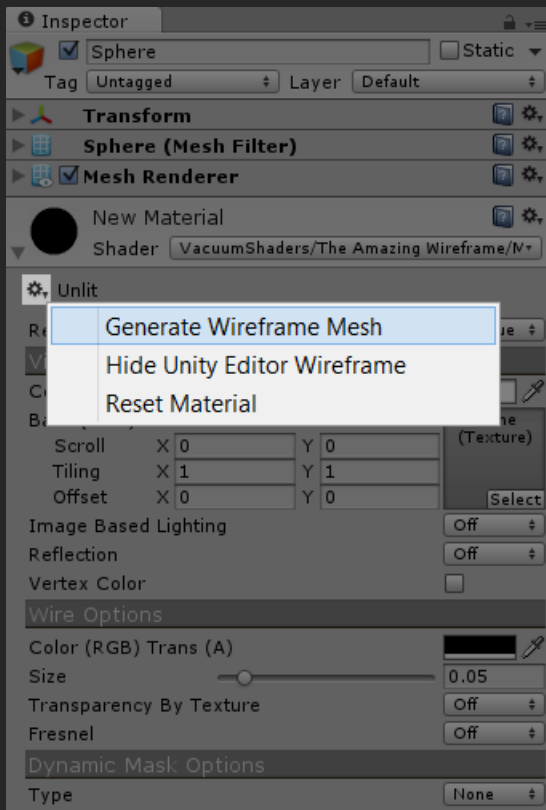 Inspector
Sphere Static
Tag Untagged Layer Default
Transform
Sphere (Mesh Filter)
Mesh Renderer
New Material
Shader VacuumShaders/The Amazing Wireframe/M
Unlit
Generate Wireframe Mesh
Hide Unity Editor Wireframe
Reset Material
(Texture)
Scroll X 0 Y 0
Tiling X 1 Y 1
Offset X 0 Y 0
Select
Image Based Lighting Off
Reflection Off
Vertex Color
Wire Options
Color (RGB) Trans (A)
Size 0.05
Transparency By Texture Off
Fresnel Off
Dynamic Mask Options
Type None